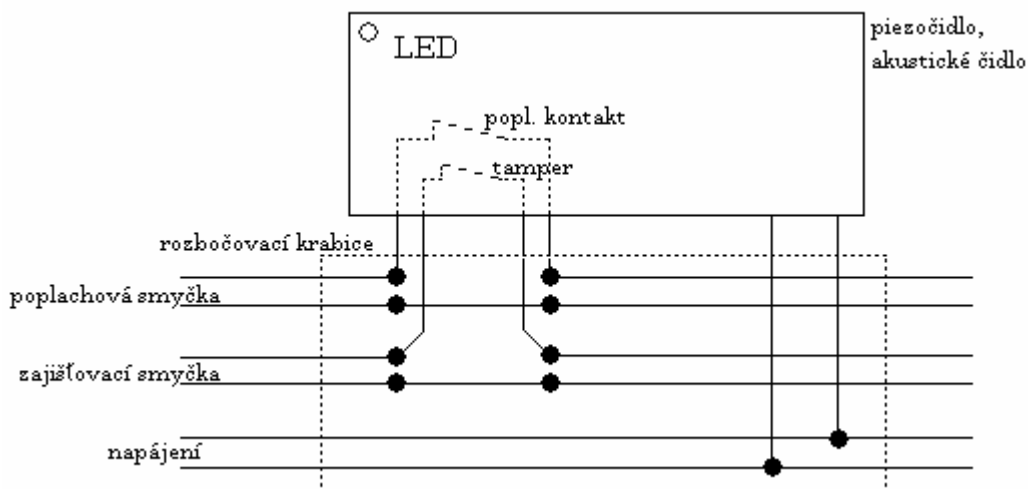 LED
piezočidlo,
akustické čidlo
popl. kontakt
tamper
rozbočovací krabice
poplachová smyčka
zajišťovací smyčka
napájení